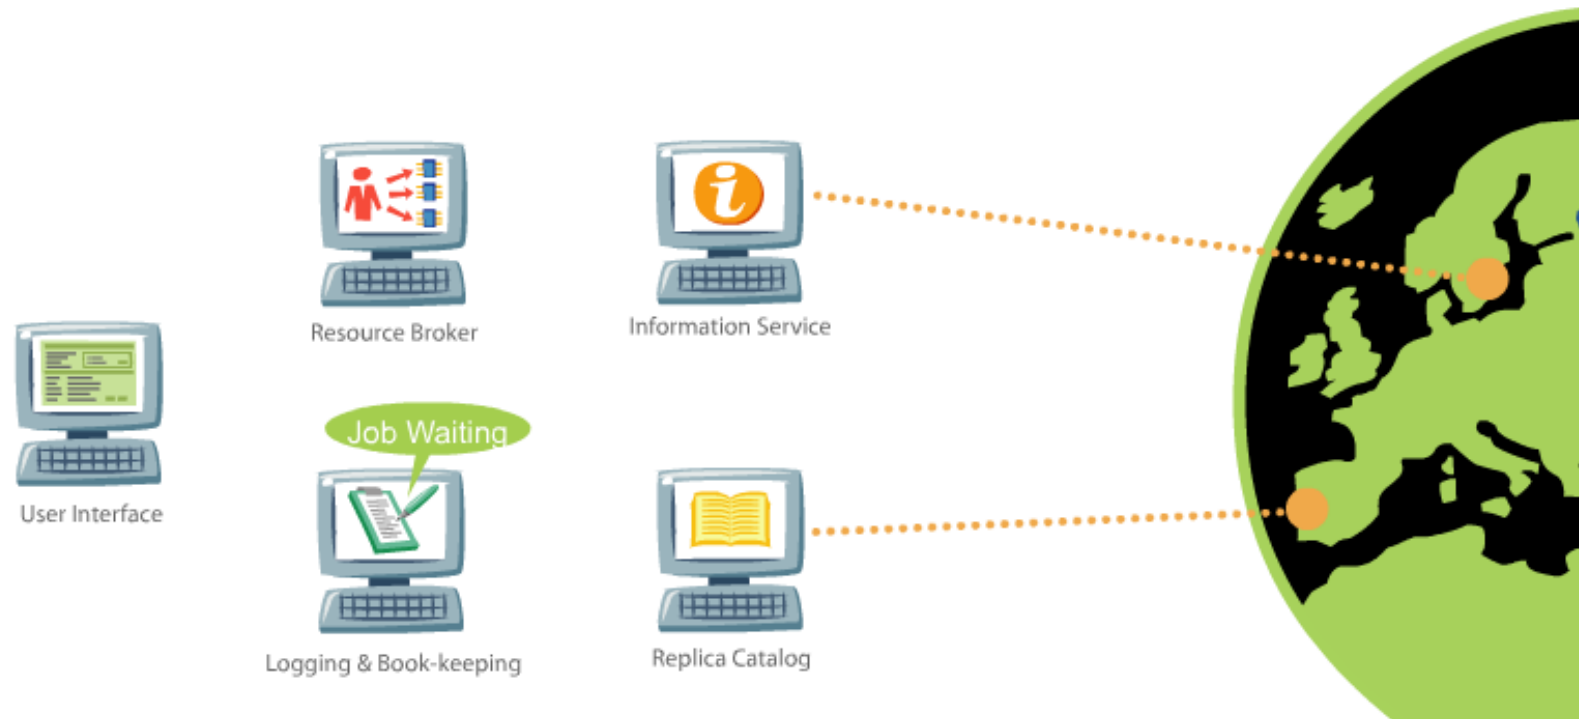 Resource Broker
Information Service
User Interface
Job Waiting
Logging & Book-keeping
Replica Catalog